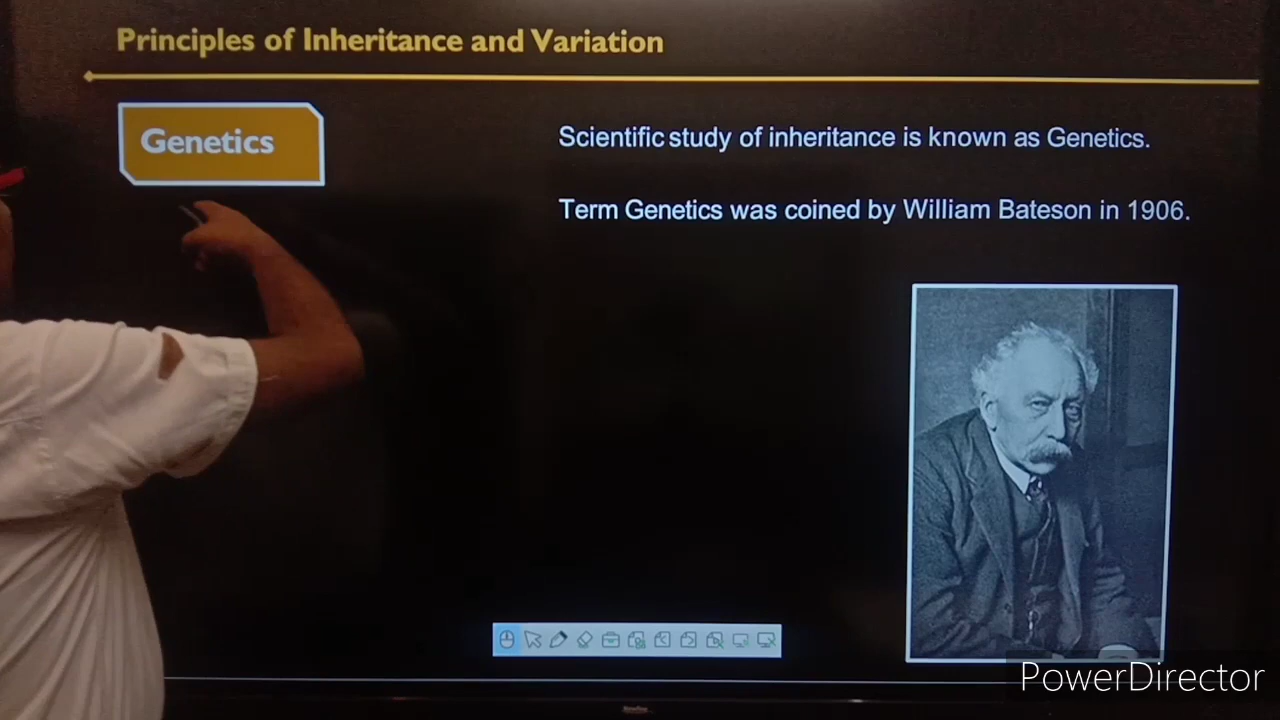 Principles of Inheritance and Variation
Genetics
Scientific study of inheritance is known as Genetics.
Term Genetics was coined by William Bateson in 1906.
PowerDirector